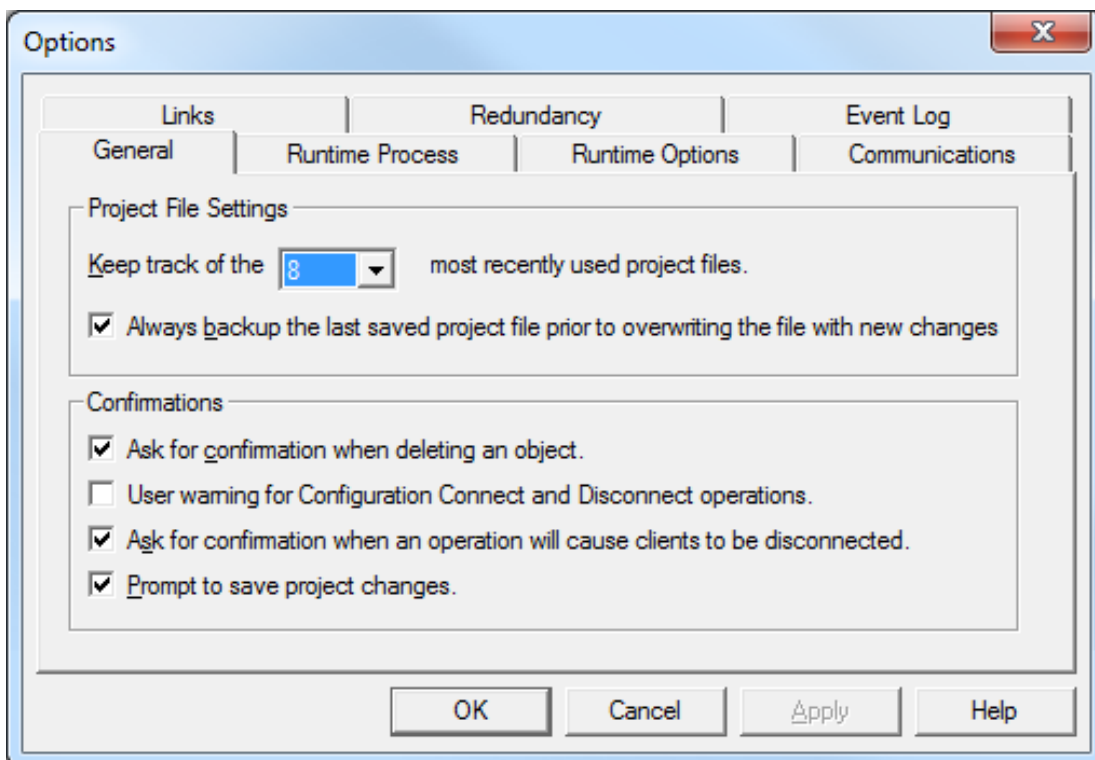 Options
Links Redundancy Event Log
General Runtime Process Runtime Options Communications
Project File Settings
Keep track of the 8 most recently used project files.
Always backup the last saved project file prior to overwriting the file with new changes
Confirmations
Ask for confirmation when deleting an object.
User warning for Configuration Connect and Disconnect operations.
Ask for confirmation when an operation will cause clients to be disconnected.
Prompt to save project changes.
OK Cancel Apply Help